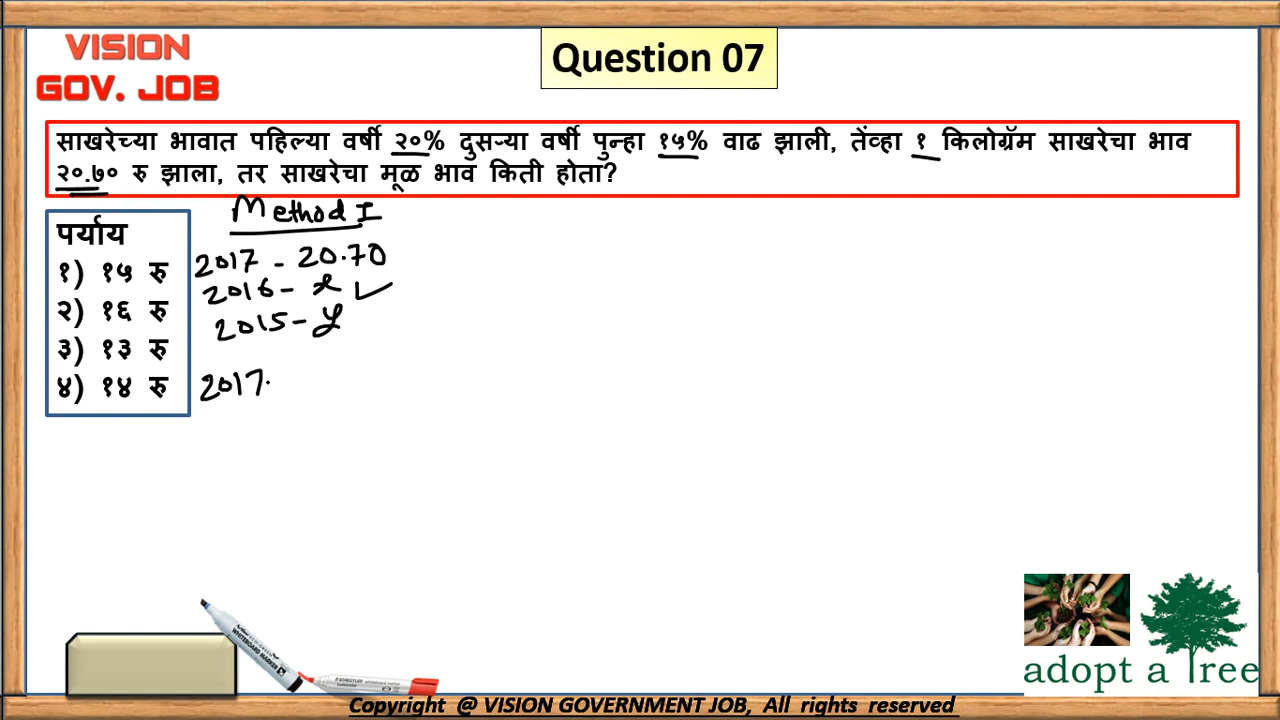 VISION
GOV. JOB
Question 07
साखरेच्या भावात पहिल्या वर्षी २०% दुसऱ्या वर्षी पुन्हा १५% वाढ झाली, तेंव्हा १ किलोग्रॅम साखरेचा भाव
२०.७० रु झाला, तर साखरेचा मूळ भाव किती होता?
पर्याय
१) १५ रु
२) १६ रु
३) १३ रु
४) १४ रु
Method I
2017 - 20.70
2016 - x ✓
2015 - y
2017.
adopt a Tree
Copyright @ VISION GOVERNMENT JOB, All rights reserved